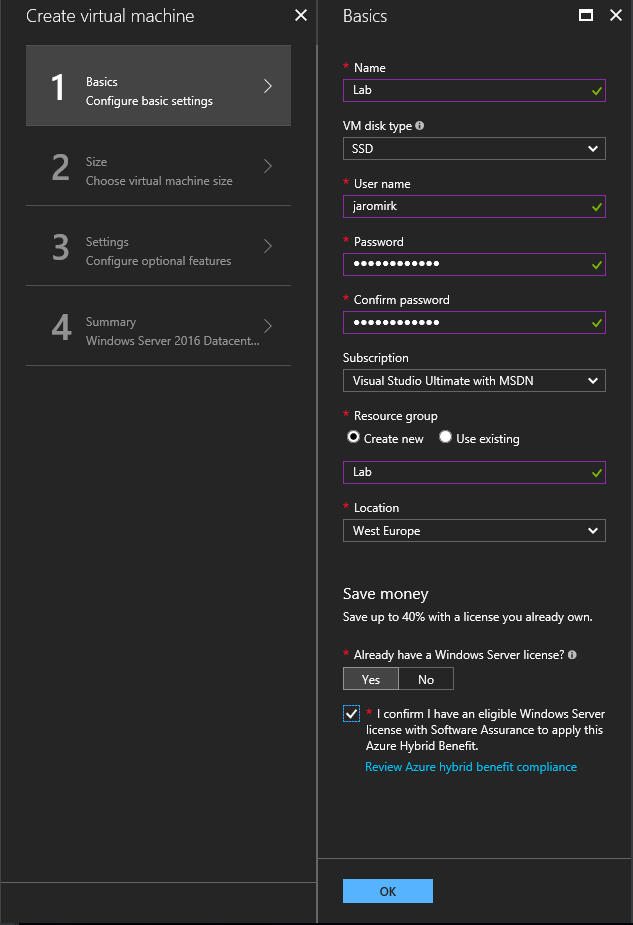 Create virtual machine
1
Basics
Configure basic settings
2
Size
Choose virtual machine size
3
Settings
Configure optional features
4
Summary
Windows Server 2016 Datacent...
Basics
* Name
Lab
VM disk type
SSD
* User name
jaromirk
* Password
••••••••••••
* Confirm password
••••••••••••
Subscription
Visual Studio Ultimate with MSDN
* Resource group
Create new Use existing
Lab
* Location
West Europe
Save money
Save up to 40% with a license you already own.
* Already have a Windows Server license?
Yes No
* I confirm I have an eligible Windows Server
license with Software Assurance to apply this
Azure Hybrid Benefit.
Review Azure hybrid benefit compliance
OK